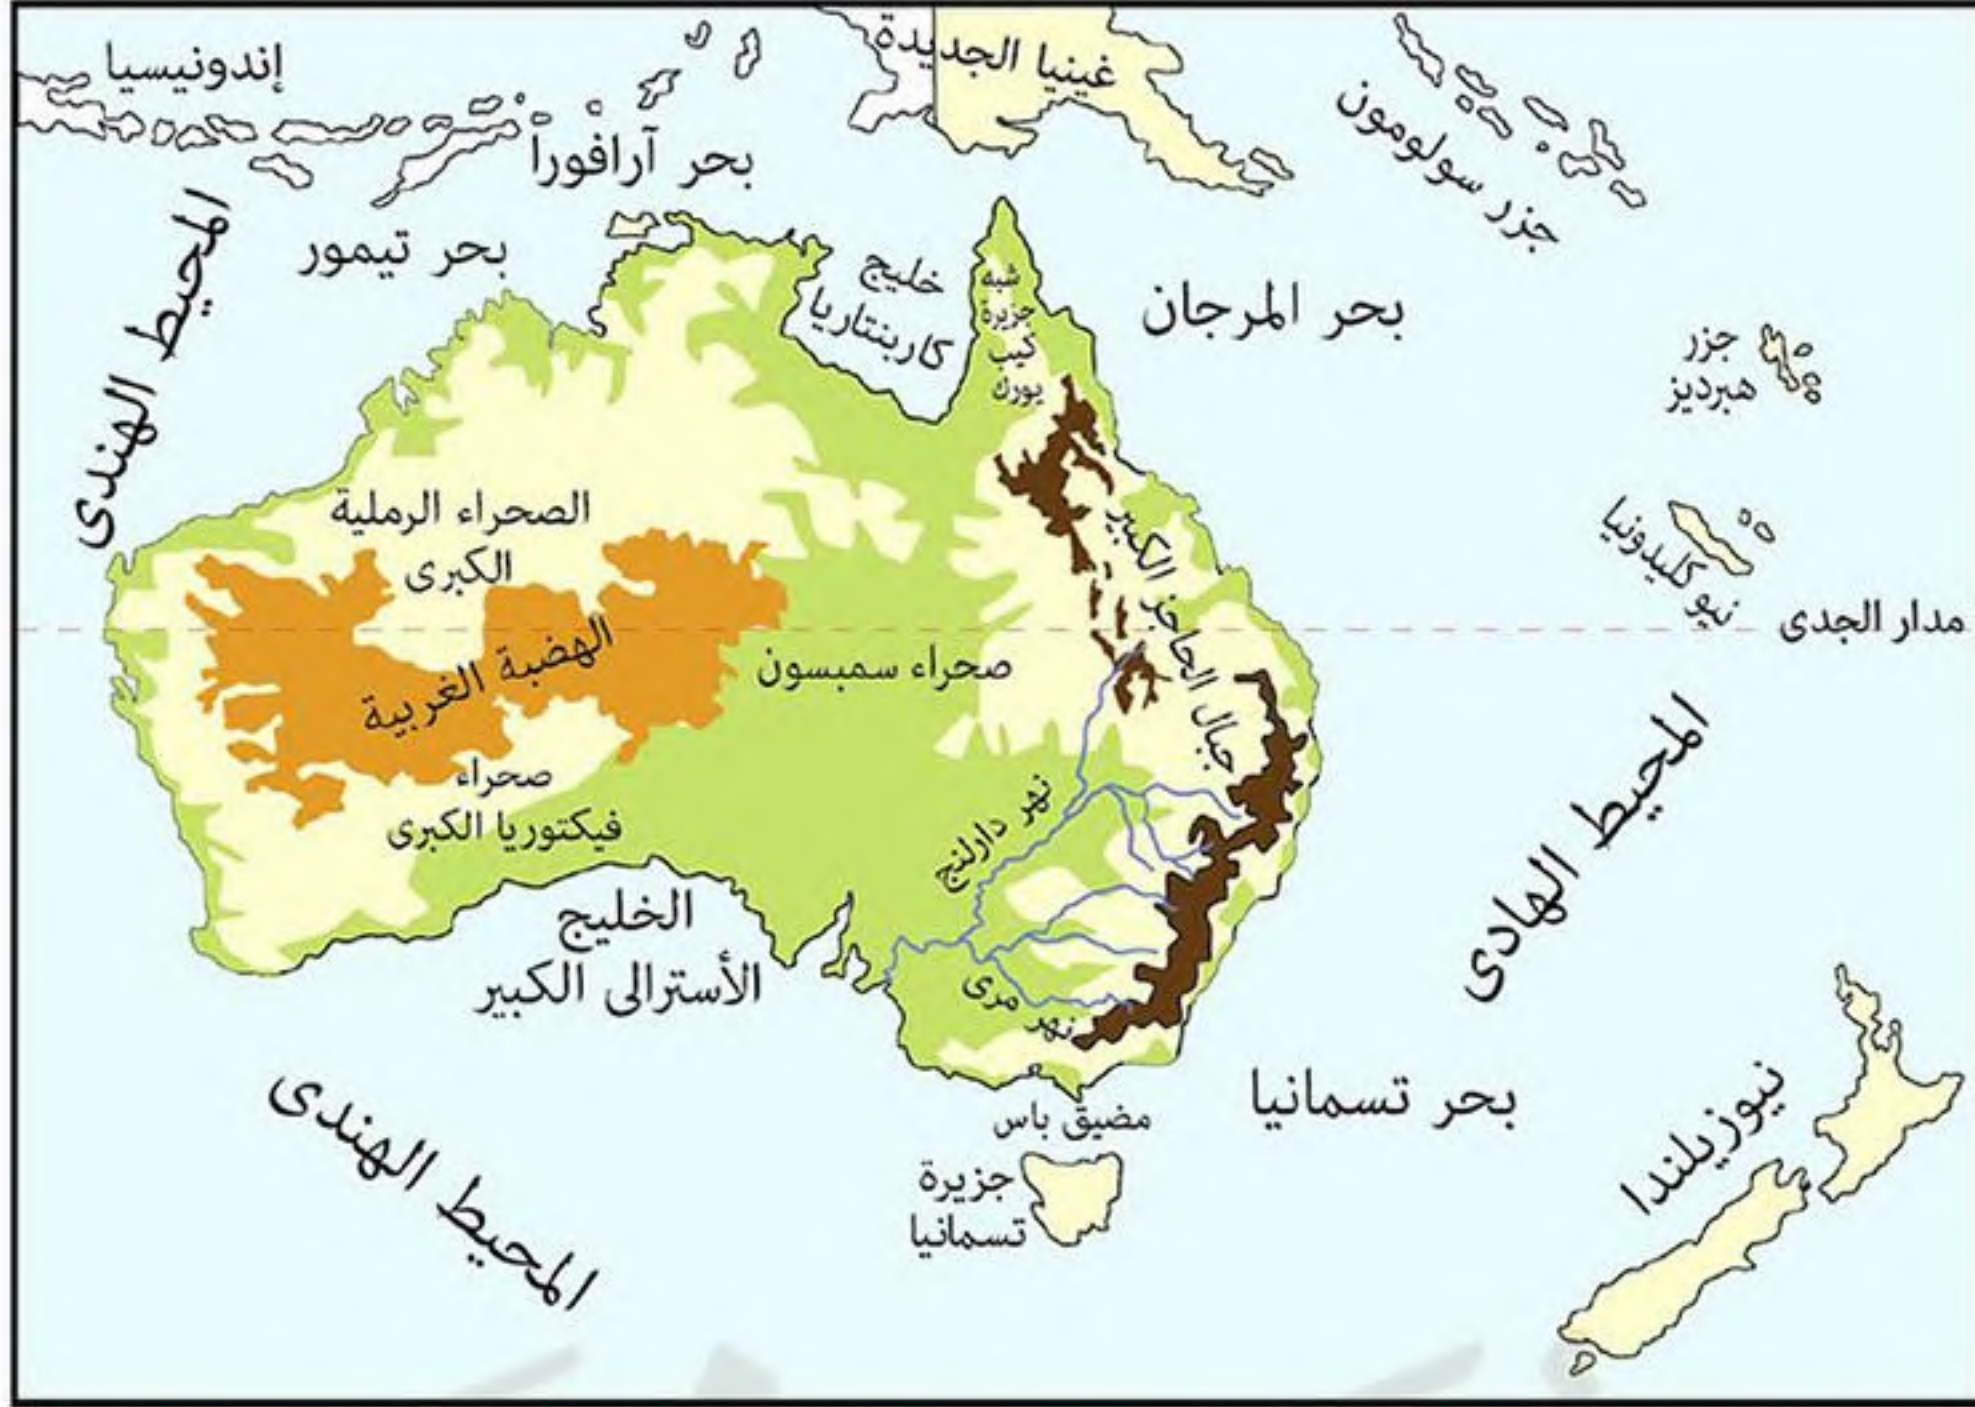 إندونيسيا
غينيا الجديدة
جزر سولومون
بحر آرافورا
بحر تيمور
المحيط الهندى
خليج
كاربنتاريا
شبه
جزيرة
كيب
يورك
بحر المرجان
جزر
هبرديز
نيو كليدونيا
مدار الجدى
الصحراء الرملية
الكبرى
الهضبة الغربية
صحراء سمبسون
جبال الحاجز الكبير
صحراء
فيكتوريا الكبرى
نهر دارلنج
نهر مرى
الخليج
الأسترالى الكبير
المحيط الهادى
المحيط الهندى
بحر تسمانيا
مضيق باس
جزيرة
تسمانيا
نيوزيلندا